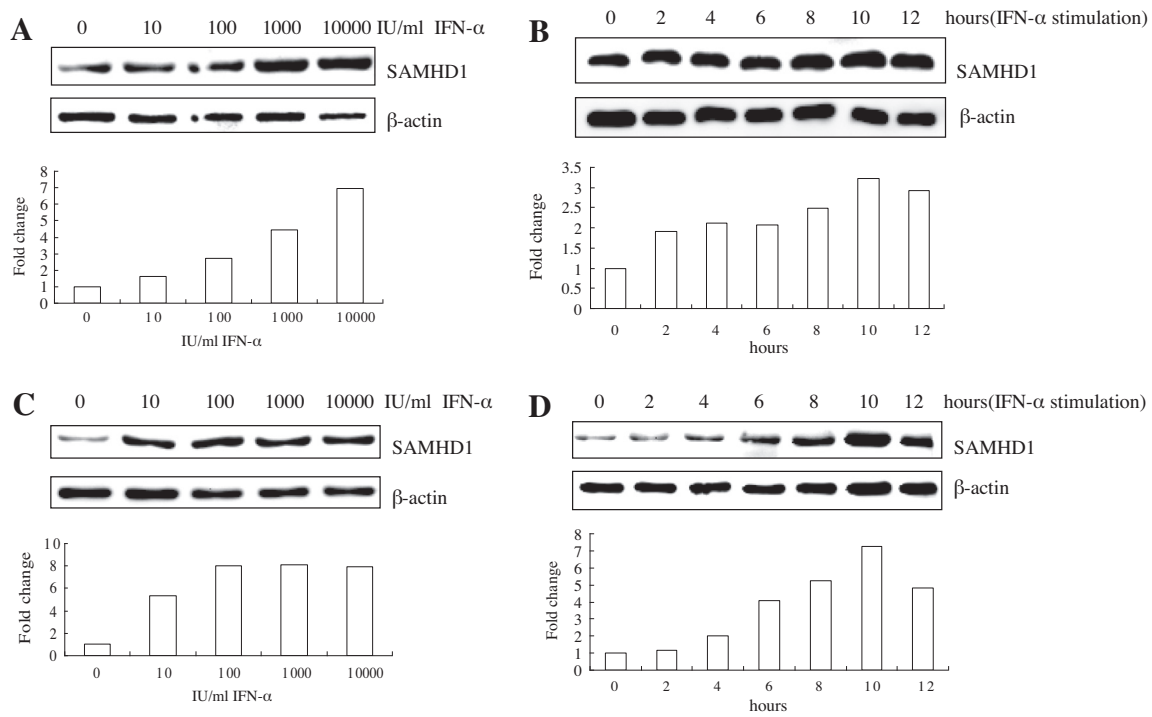 A
0 10 100 1000 10000 IU/ml IFN-α
SAMHD1
β-actin
Fold change
8
7
6
5
4
3
2
1
0
0 10 100 1000 10000
IU/ml IFN-α
B
0 2 4 6 8 10 12 hours(IFN-α stimulation)
SAMHD1
β-actin
Fold change
3.5
3
2.5
2
1.5
1
0.5
0
0 2 4 6 8 10 12
hours
C
0 10 100 1000 10000 IU/ml IFN-α
SAMHD1
β-actin
Fold change
10
8
6
4
2
0
0 10 100 1000 10000
IU/ml IFN-α
D
0 2 4 6 8 10 12 hours(IFN-α stimulation)
SAMHD1
β-actin
Fold change
8
7
6
5
4
3
2
1
0
0 2 4 6 8 10 12
hours